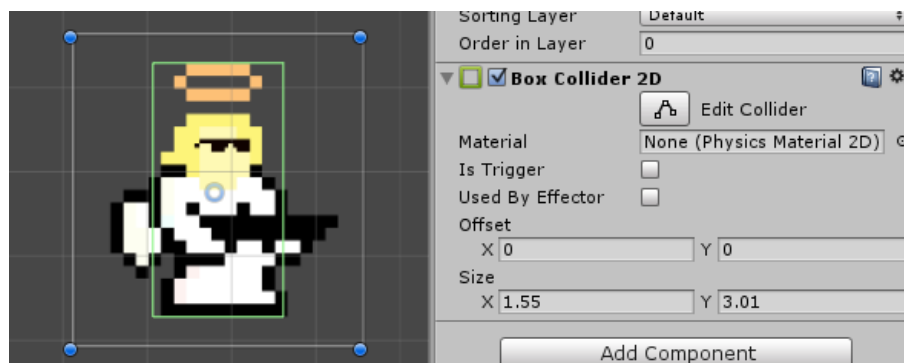 Sorting Layer Default
Order in Layer 0
Box Collider 2D
Edit Collider
Material None (Physics Material 2D)
Is Trigger
Used By Effector
Offset
X 0 Y 0
Size
X 1.55 Y 3.01
Add Component